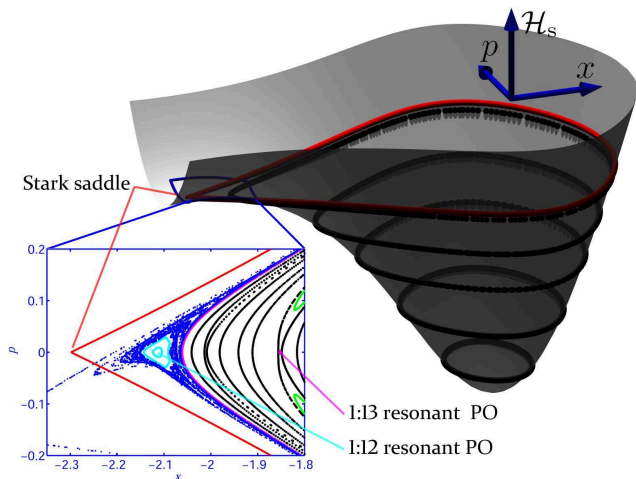 ℋₛ
p
x
Stark saddle
0.2
0.1
p
0
-0.1
-0.2
-2.3 -2.2 -2.1 -2 -1.9 -1.8
x
1:13 resonant PO
1:12 resonant PO